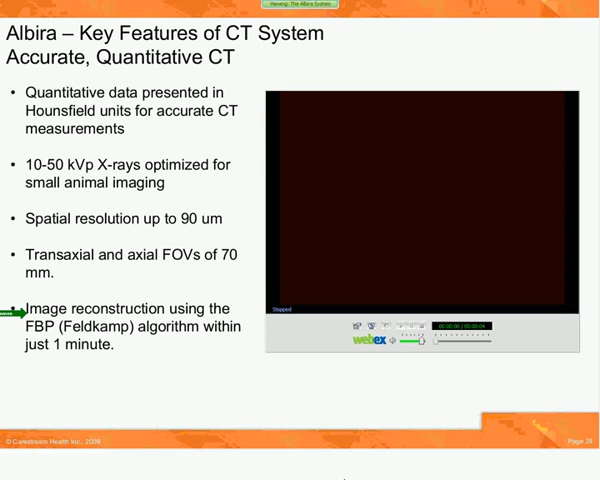 Viewing: The Albira System
Albira – Key Features of CT System
Accurate, Quantitative CT
• Quantitative data presented in
Hounsfield units for accurate CT
measurements
• 10-50 kVp X-rays optimized for
small animal imaging
• Spatial resolution up to 90 um
• Transaxial and axial FOVs of 70
mm.
• Image reconstruction using the
FBP (Feldkamp) algorithm within
just 1 minute.
Stopped
00:00:00 / 00:00:04
webex
© Carestream Health Inc., 2009
Page 29